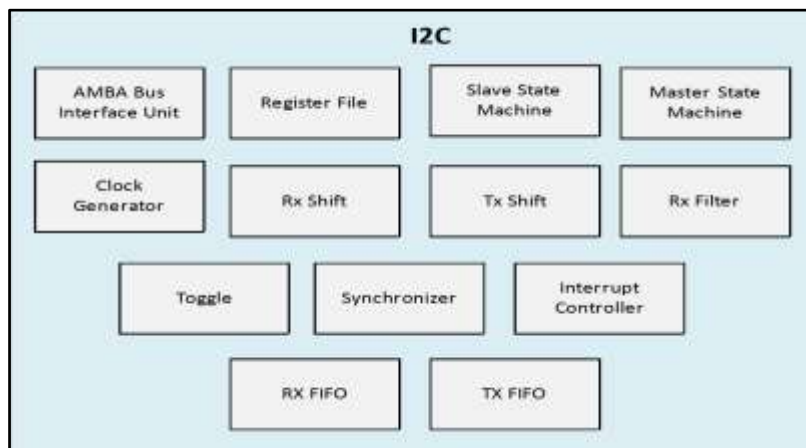 I2C
AMBA Bus
Interface Unit
Register File
Slave State
Machine
Master State
Machine
Clock
Generator
Rx Shift
Tx Shift
Rx Filter
Toggle
Synchronizer
Interrupt
Controller
RX FIFO
TX FIFO